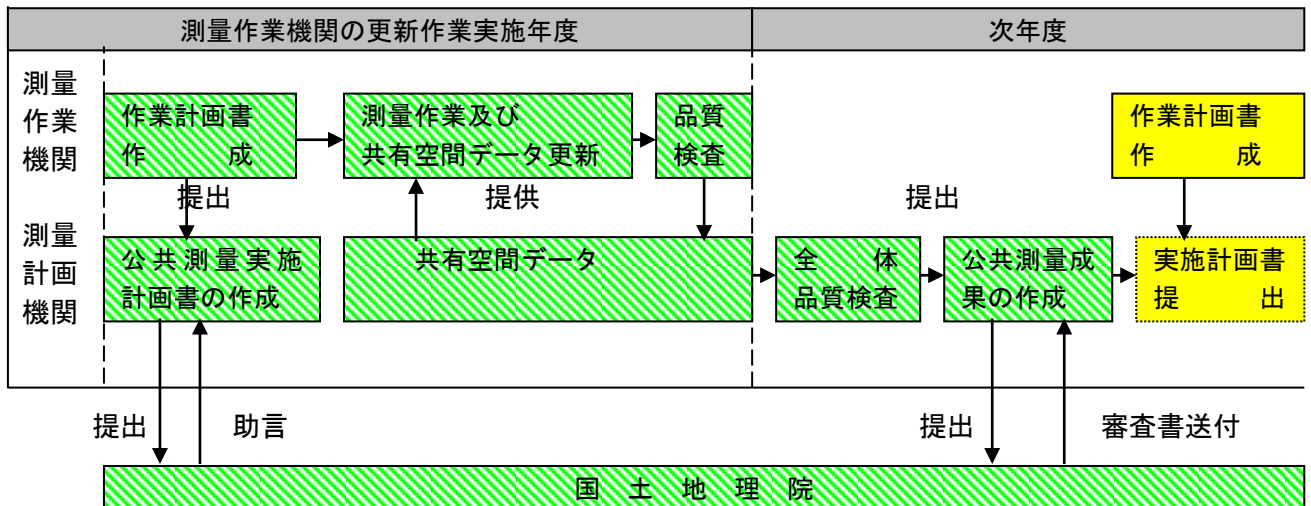 測量作業機関の更新作業実施年度
次年度
測量
作業
機関
作業計画書
作　　成
測量作業及び
共有空間データ更新
品質
検査
作業計画書
作　　成
提出
提供
提出
測量
計画
機関
公共測量実施
計画書の作成
共有空間データ
全　　体
品質検査
公共測量成
果の作成
実施計画書
提　　出
提出
助言
提出
審査書送付
国　土　地　理　院